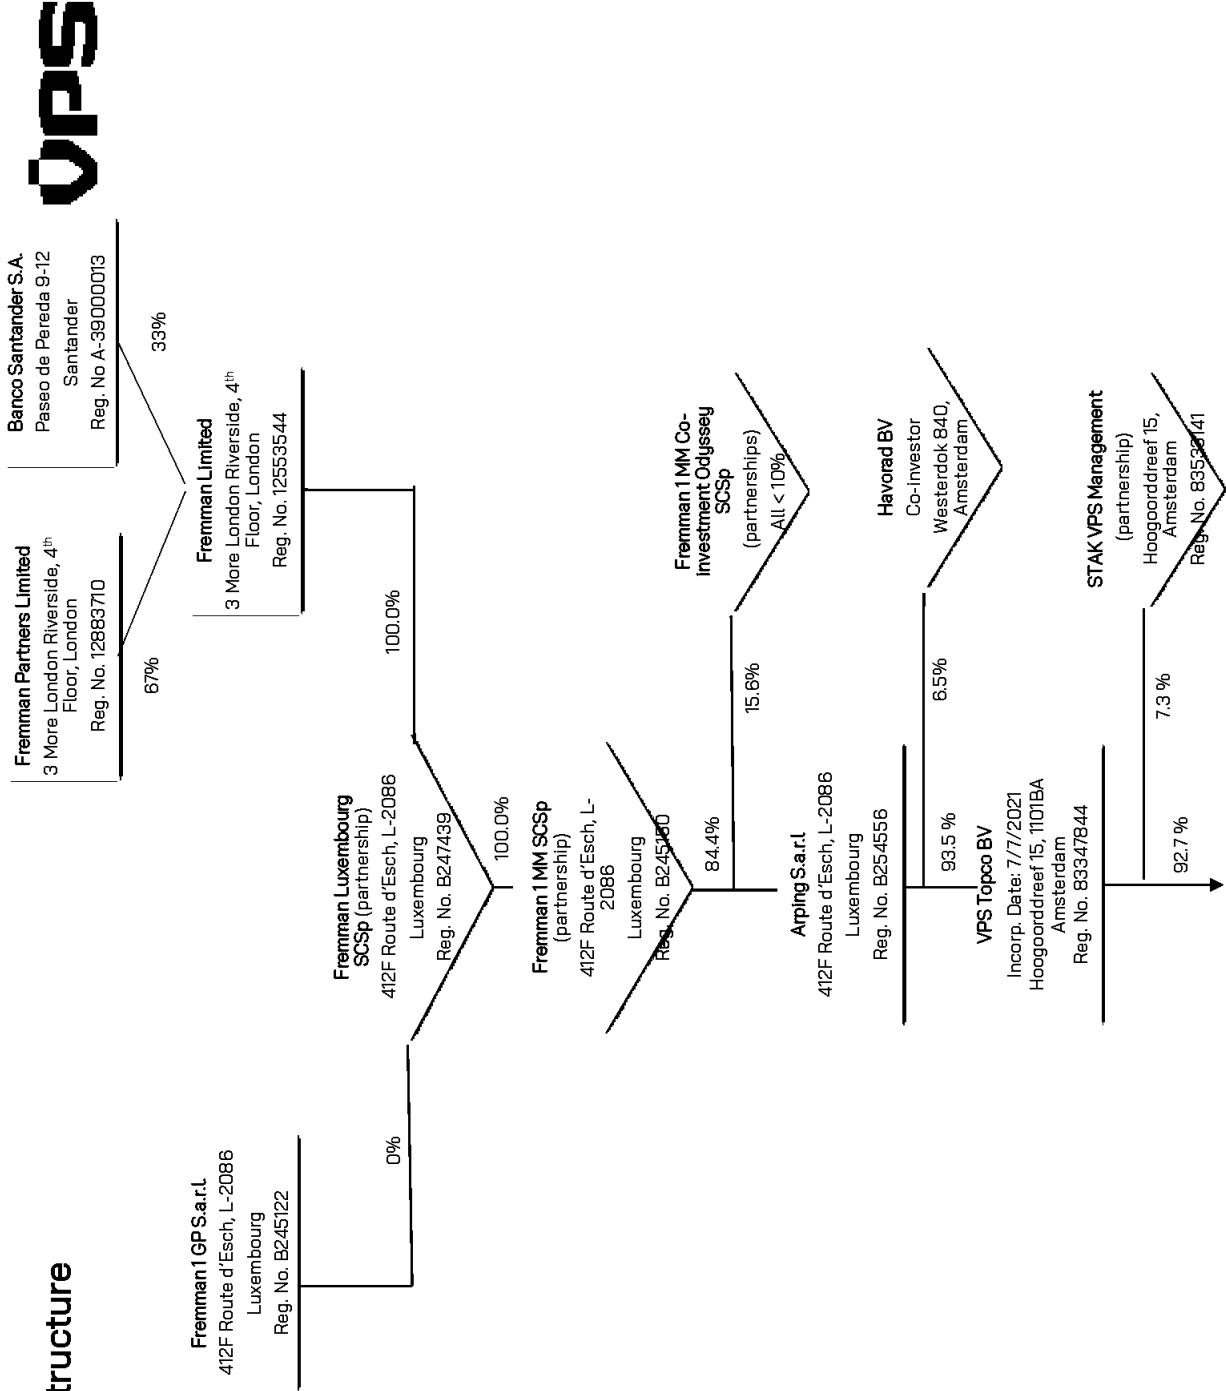 tructure
VPS
Fremman Partners Limited
3 More London Riverside, 4th
Floor, London
Reg. No. 12883710
67%
Banco Santander S.A.
Paseo de Pereda 9-12
Santander
Reg. No A-39000013
33%
Fremman 1 GP S.a.r.l.
412F Route d'Esch, L-2086
Luxembourg
Reg. No. B245122
0%
Fremman Limited
3 More London Riverside, 4th
Floor, London
Reg. No. 12553544
100.0%
Fremman Luxembourg
SCSp (partnership)
412F Route d'Esch, L-2086
Luxembourg
Reg. No. B247439
100.0%
Fremman 1 MM SCSp
(partnership)
412F Route d'Esch, L-
2086
Luxembourg
Reg. No.
84.4%
Fremman 1 MM Co-
investment Odyssey
SCSp
(partnerships)
All < 10%
15.6%
Arping S.a.r.l
412F Route d'Esch, L-2086
Luxembourg
Reg. No. B254556
93.5 %
Havorad BV
Co-investor
Westerdok 840,
Amsterdam
6.5%
VPS Topco BV
Incorp. Date: 7/7/2021
Hoogoorddreef 15, 1101BA
Amsterdam
Reg. No. 83347844
92.7 %
STAK VPS Management
(partnership)
Hoogoorddreef 15,
Amsterdam
Reg. No.
7.3 %